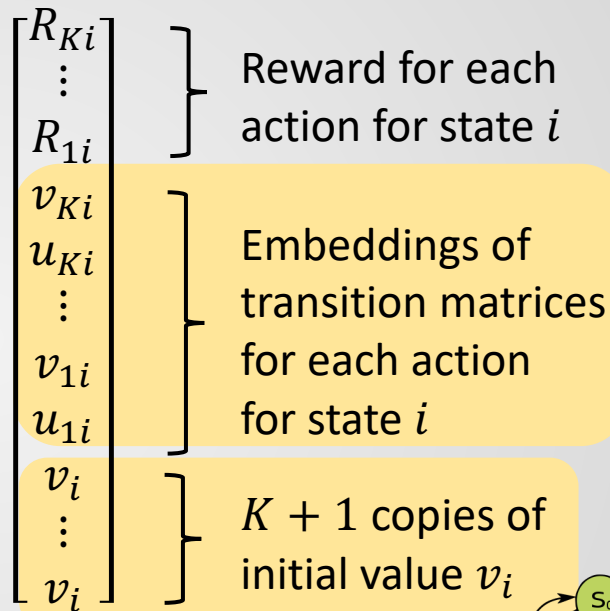 R_{Ki}
⋮
R_{1i}
Reward for each
action for state i
v_{Ki}
u_{Ki}
⋮
v_{1i}
u_{1i}
Embeddings of
transition matrices
for each action
for state i
v_i
⋮
v_i
K + 1 copies of
initial value v_i